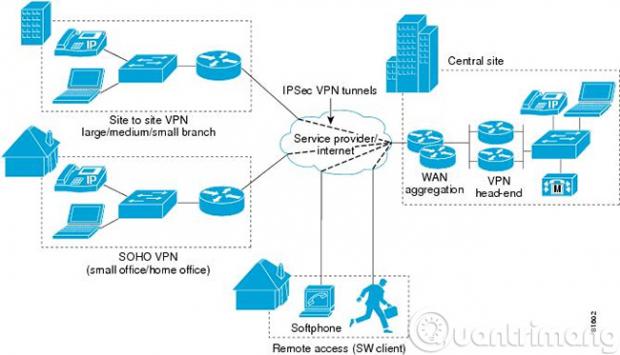 IP
Site to site VPN
large/medium/small branch
IP
SOHO VPN
(small office/home office)
IPSec VPN tunnels
Service provider/
internet
Softphone
Remote access (SW client)
Central site
WAN
aggregation
VPN
head-end
IP
M
81602
Quantrimang